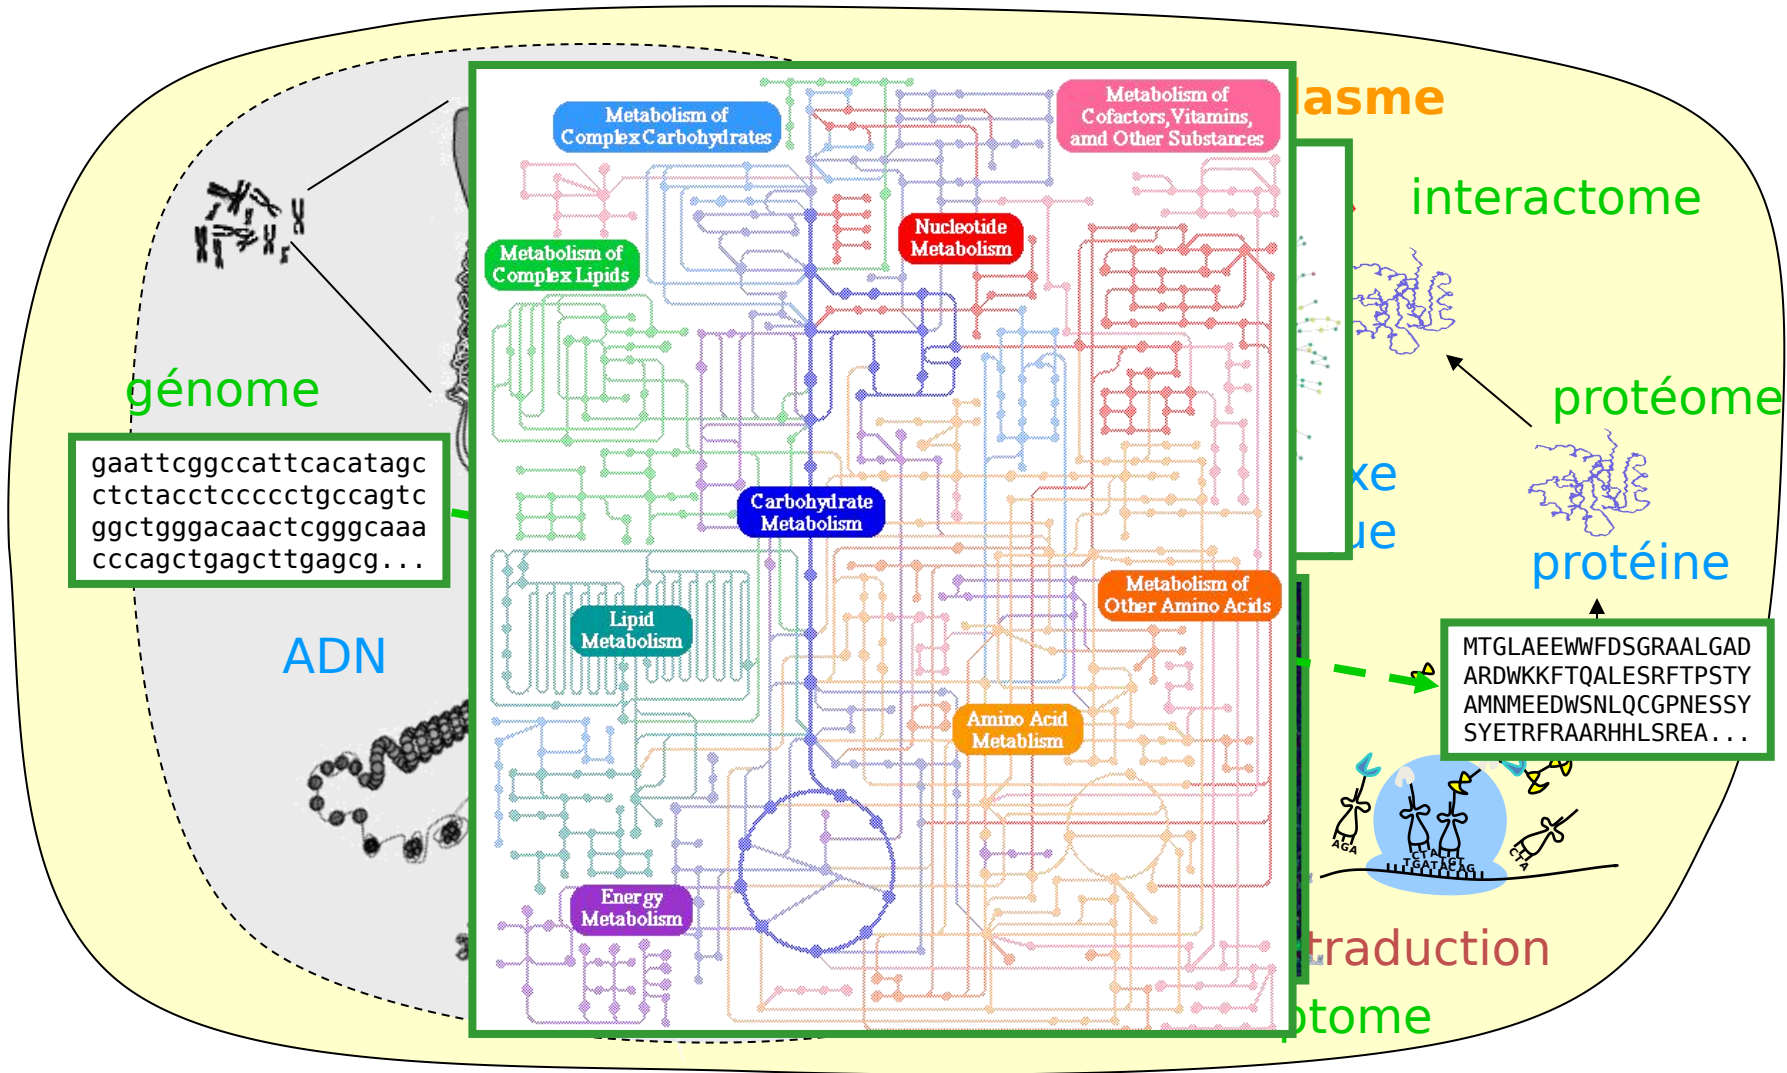 lasme
Metabolism of
Complex Carbohydrates
Metabolism of
Cofactors, Vitamins,
amd Other Substances
interactome
Nucleotide
Metabolism
Metabolism of
Complex Lipids
génome
protéome
gaattcggccattcacatagc
ctctacctccccctgccagtc
ggctgggacaactcgggcaaa
cccagctgagcttgagcg...
xe
ue
Carbohydrate
Metabolism
protéine
Metabolism of
Other Amino Acids
Lipid
Metabolism
ADN
MTGLAEEWWFDSGRAALGAD
ARDWKKFTQALESRFTPSTY
AMNMEEDWSNLQCGPNESSY
SYETRFRAARHHLSREA...
Amino Acid
Metablism
AGA
CTA
Energy
Metabolism
traduction
ptome